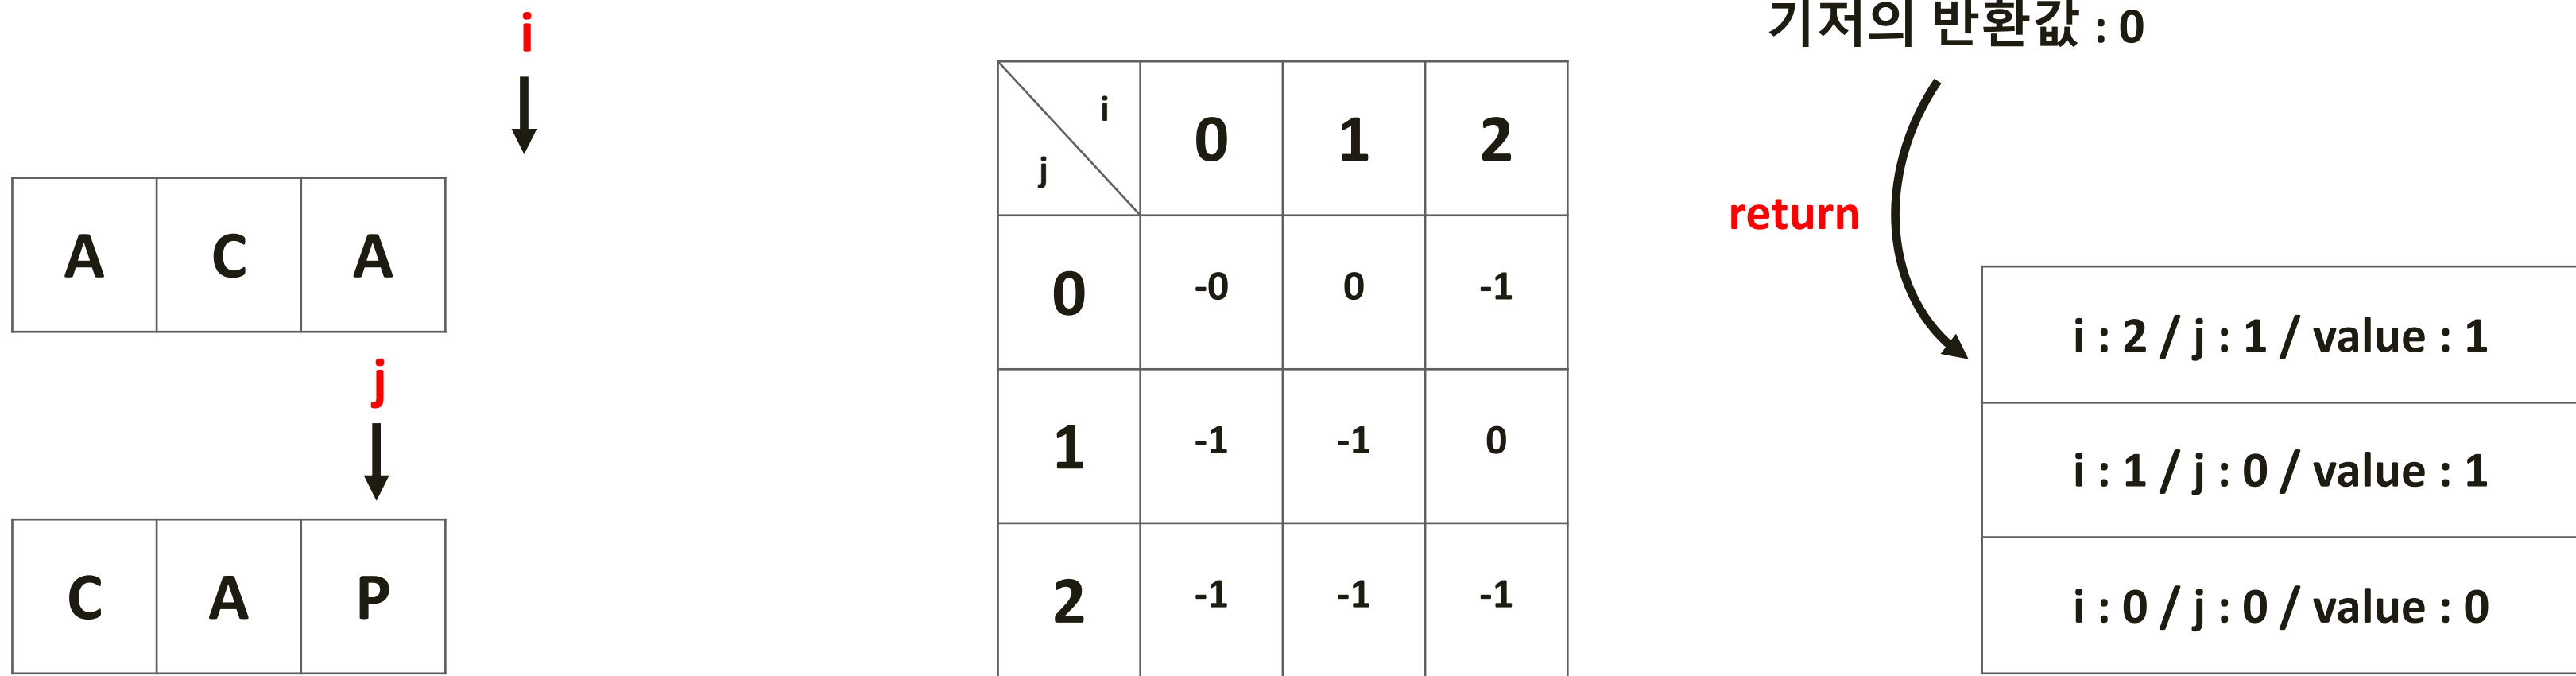 i
A C A
j
C A P
i
j
0 1 2
0 -0 0 -1
1 -1 -1 0
2 -1 -1 -1
기저의 반환값 : 0
return
i : 2 / j : 1 / value : 1
i : 1 / j : 0 / value : 1
i : 0 / j : 0 / value : 0